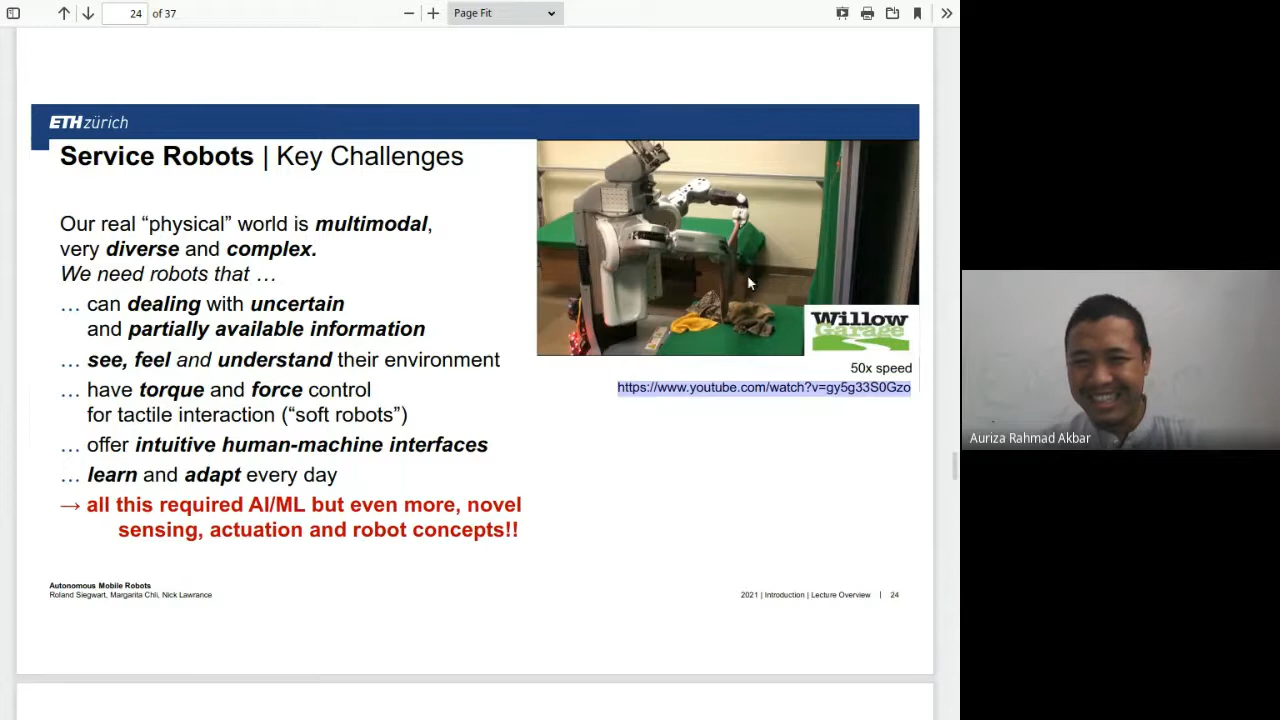 24 of 37
Page Fit
ETH zürich
Service Robots | Key Challenges
Our real “physical” world is multimodal,
very diverse and complex.
We need robots that …
… can dealing with uncertain
and partially available information
… see, feel and understand their environment
… have torque and force control
for tactile interaction (“soft robots”)
… offer intuitive human-machine interfaces
… learn and adapt every day
→ all this required AI/ML but even more, novel
sensing, actuation and robot concepts!!
Willow
Garage
50x speed
https://www.youtube.com/watch?v=gy5g33S0Gzo
Autonomous Mobile Robots
Roland Siegwart, Margarita Chli, Nick Lawrance
2021 | Introduction | Lecture Overview | 24
Auriza Rahmad Akbar